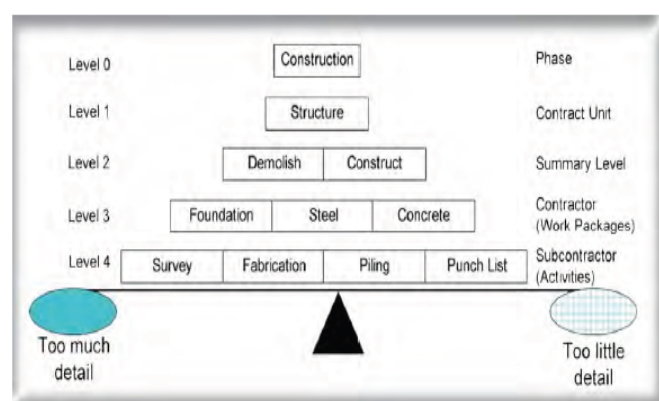 Level 0 Construction Phase
Level 1 Structure Contract Unit
Level 2 Demolish Construct Summary Level
Level 3 Foundation Steel Concrete Contractor
(Work Packages)
Level 4 Survey Fabrication Piling Punch List Subcontractor
(Activities)
Too much
detail
Too little
detail